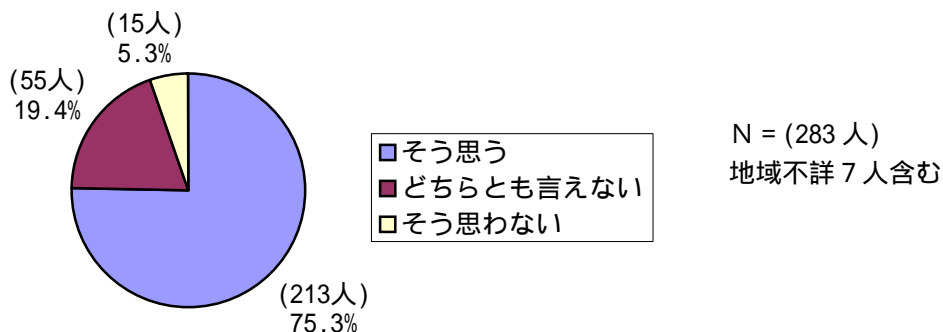 (15人)
5.3%
(55人)
19.4%
そう思う
どちらとも言えない
そう思わない
N = (283 人)
地域不詳７人含む
(213人)
75.3%